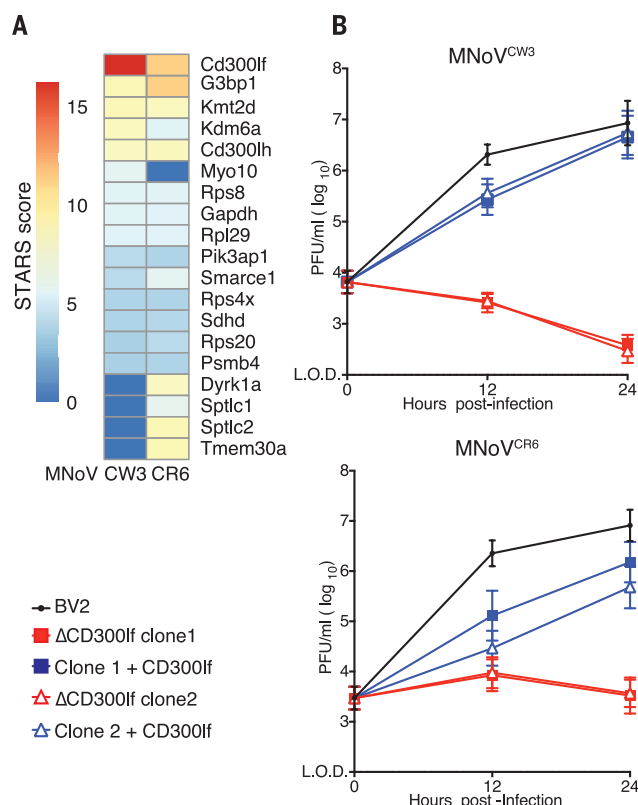 A
STARS score
15
10
5
0
Cd300lf
G3bp1
Kmt2d
Kdm6a
Cd300lh
Myo10
Rps8
Gapdh
Rpl29
Pik3ap1
Smarce1
Rps4x
Sdhd
Rps20
Psmb4
Dyrk1a
Sptlc1
Sptlc2
Tmem30a
MNoV CW3 CR6
BV2
ΔCD300lf clone1
Clone 1 + CD300lf
ΔCD300lf clone2
Clone 2 + CD300lf
B
MNoV^CW3
PFU/ml ( log 10)
8
7
6
5
4
3
L.O.D.
0 12 24
Hours post-infection
MNoV^CR6
PFU/ml ( log 10)
8
7
6
5
4
3
L.O.D.
0 12 24
Hours post -Infection